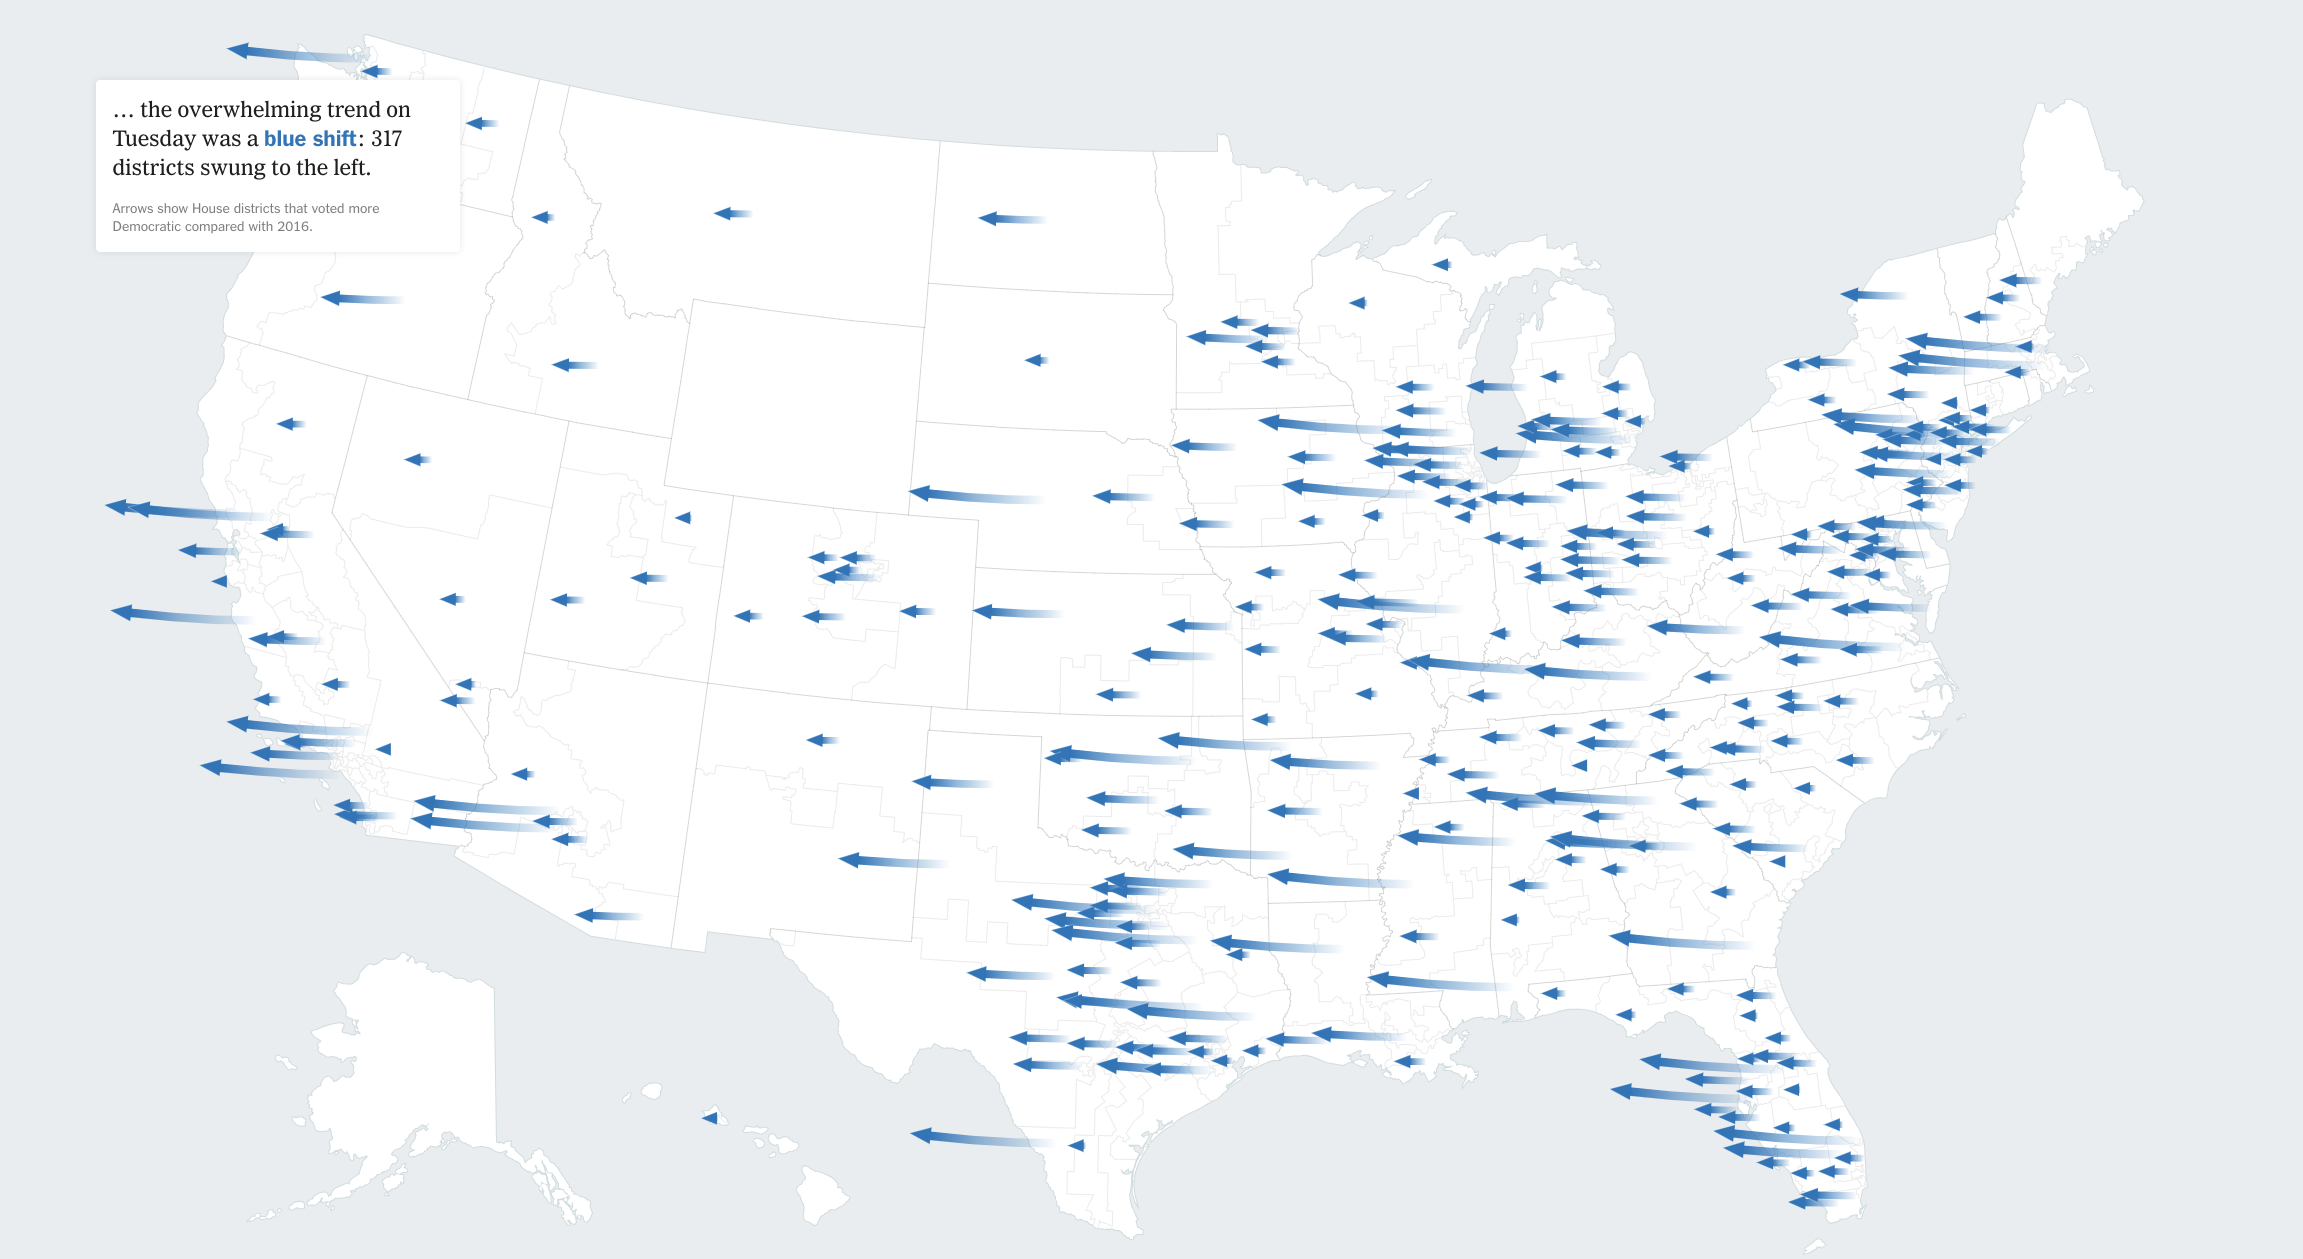 … the overwhelming trend on
Tuesday was a blue shift: 317
districts swung to the left.
Arrows show House districts that voted more
Democratic compared with 2016.